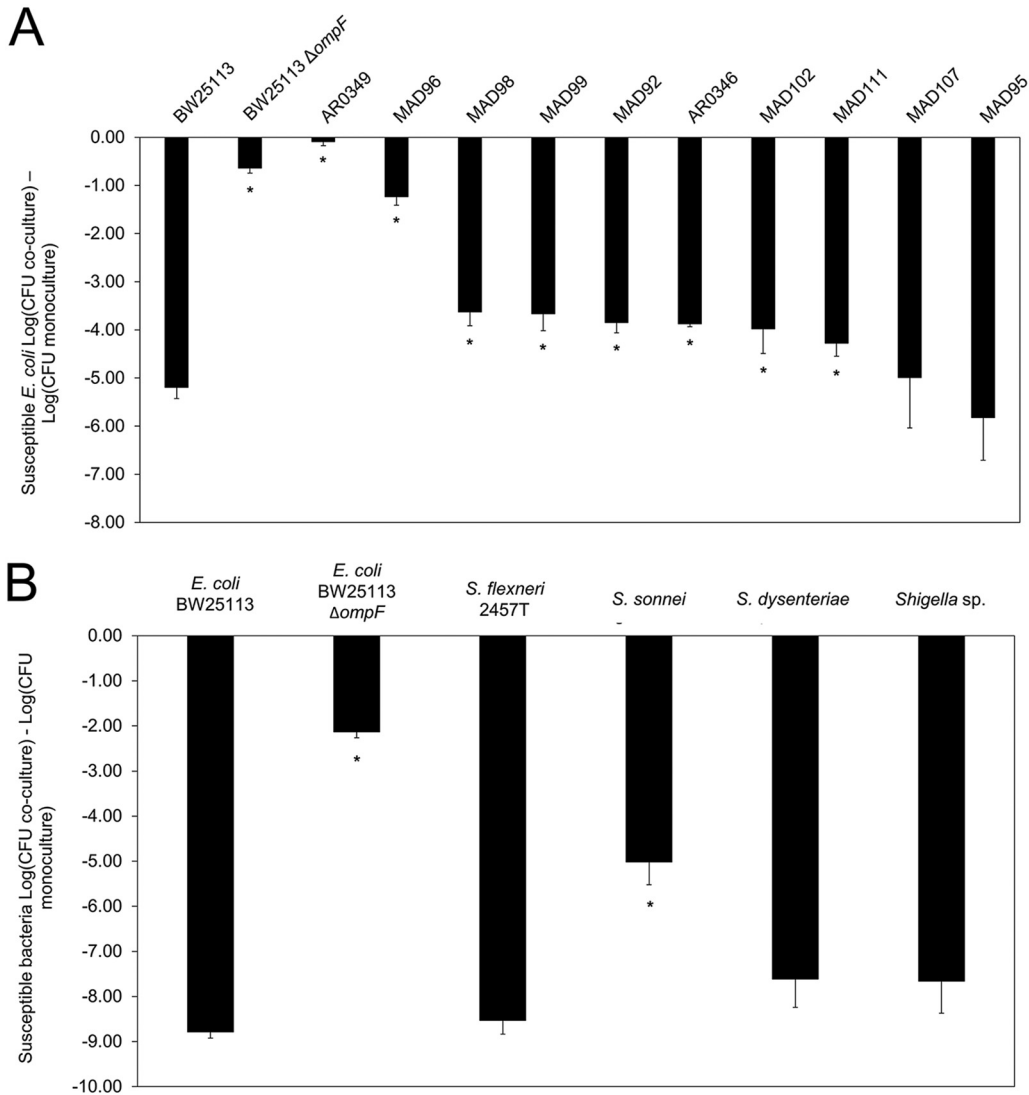 A
BW25113
BW25113 ΔompF
AR0349
MAD96
MAD98
MAD99
MAD92
AR0346
MAD102
MAD111
MAD107
MAD95
Susceptible E. coli Log(CFU co-culture) –
Log(CFU monoculture)
0.00
-1.00
-2.00
-3.00
-4.00
-5.00
-6.00
-7.00
-8.00
* * * * * * * * *
B
E. coli
BW25113
E. coli
BW25113
ΔompF
S. flexneri
2457T
S. sonnei
S. dysenteriae
Shigella sp.
Susceptible bacteria Log(CFU co-culture) - Log(CFU
monoculture)
0.00
-1.00
-2.00
-3.00
-4.00
-5.00
-6.00
-7.00
-8.00
-9.00
-10.00
* *